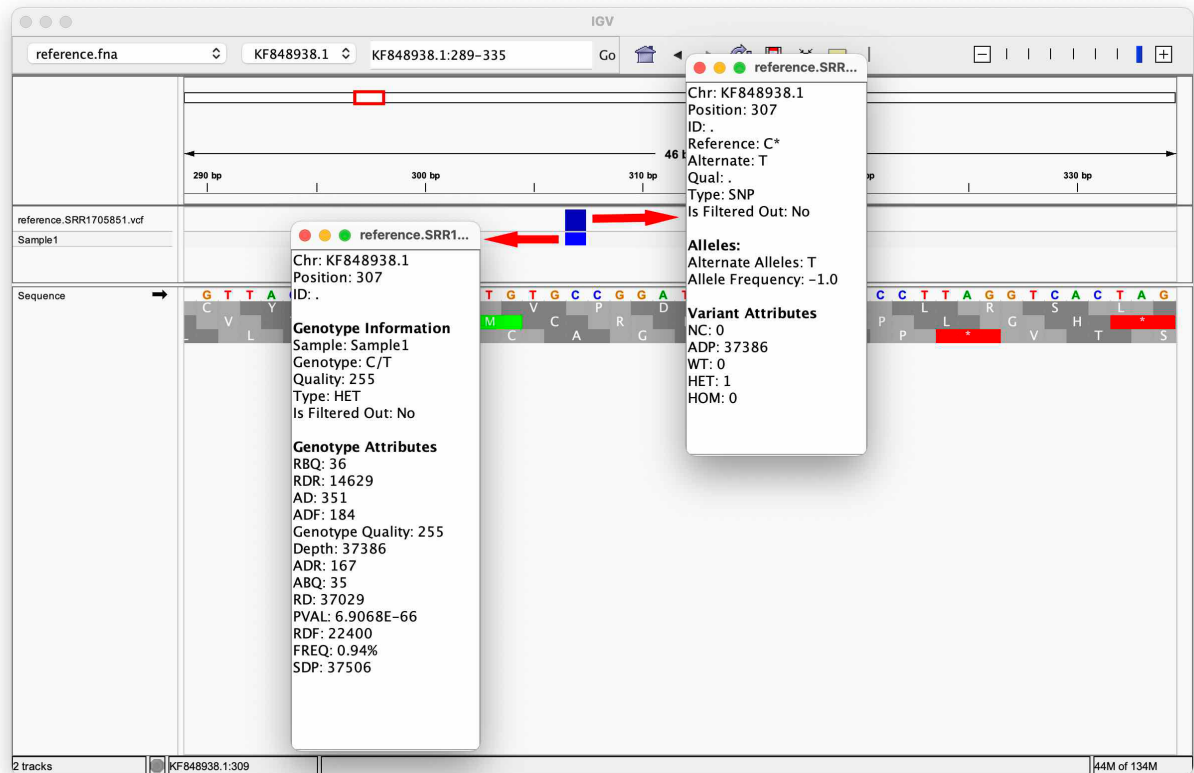 IGV
reference.fna
KF848938.1
KF848938.1:289-335
Go
46
290 bp
300 bp
310 bp
330 bp
reference.SRR1705851.vcf
Sample1
reference.SRR...
Chr: KF848938.1
Position: 307
ID: .
Reference: C*
Alternate: T
Qual: .
Type: SNP
Is Filtered Out: No
Alleles:
Alternate Alleles: T
Allele Frequency: -1.0
Variant Attributes
NC: 0
ADP: 37386
WT: 0
HET: 1
HOM: 0
reference.SRR1...
Chr: KF848938.1
Position: 307
ID: .
Genotype Information
Sample: Sample1
Genotype: C/T
Quality: 255
Type: HET
Is Filtered Out: No
Genotype Attributes
RBQ: 36
RDR: 14629
AD: 351
ADF: 184
Genotype Quality: 255
Depth: 37386
ADR: 167
ABQ: 35
RD: 37029
PVAL: 6.9068E-66
RDF: 22400
FREQ: 0.94%
SDP: 37506
Sequence
G T T A T G T G C C G G A C C T T A G G T C A C T A G
C Y V P D L S L
V M C R P L G H *
L L C A G P * V T S
2 tracks
KF848938.1:309
44M of 134M